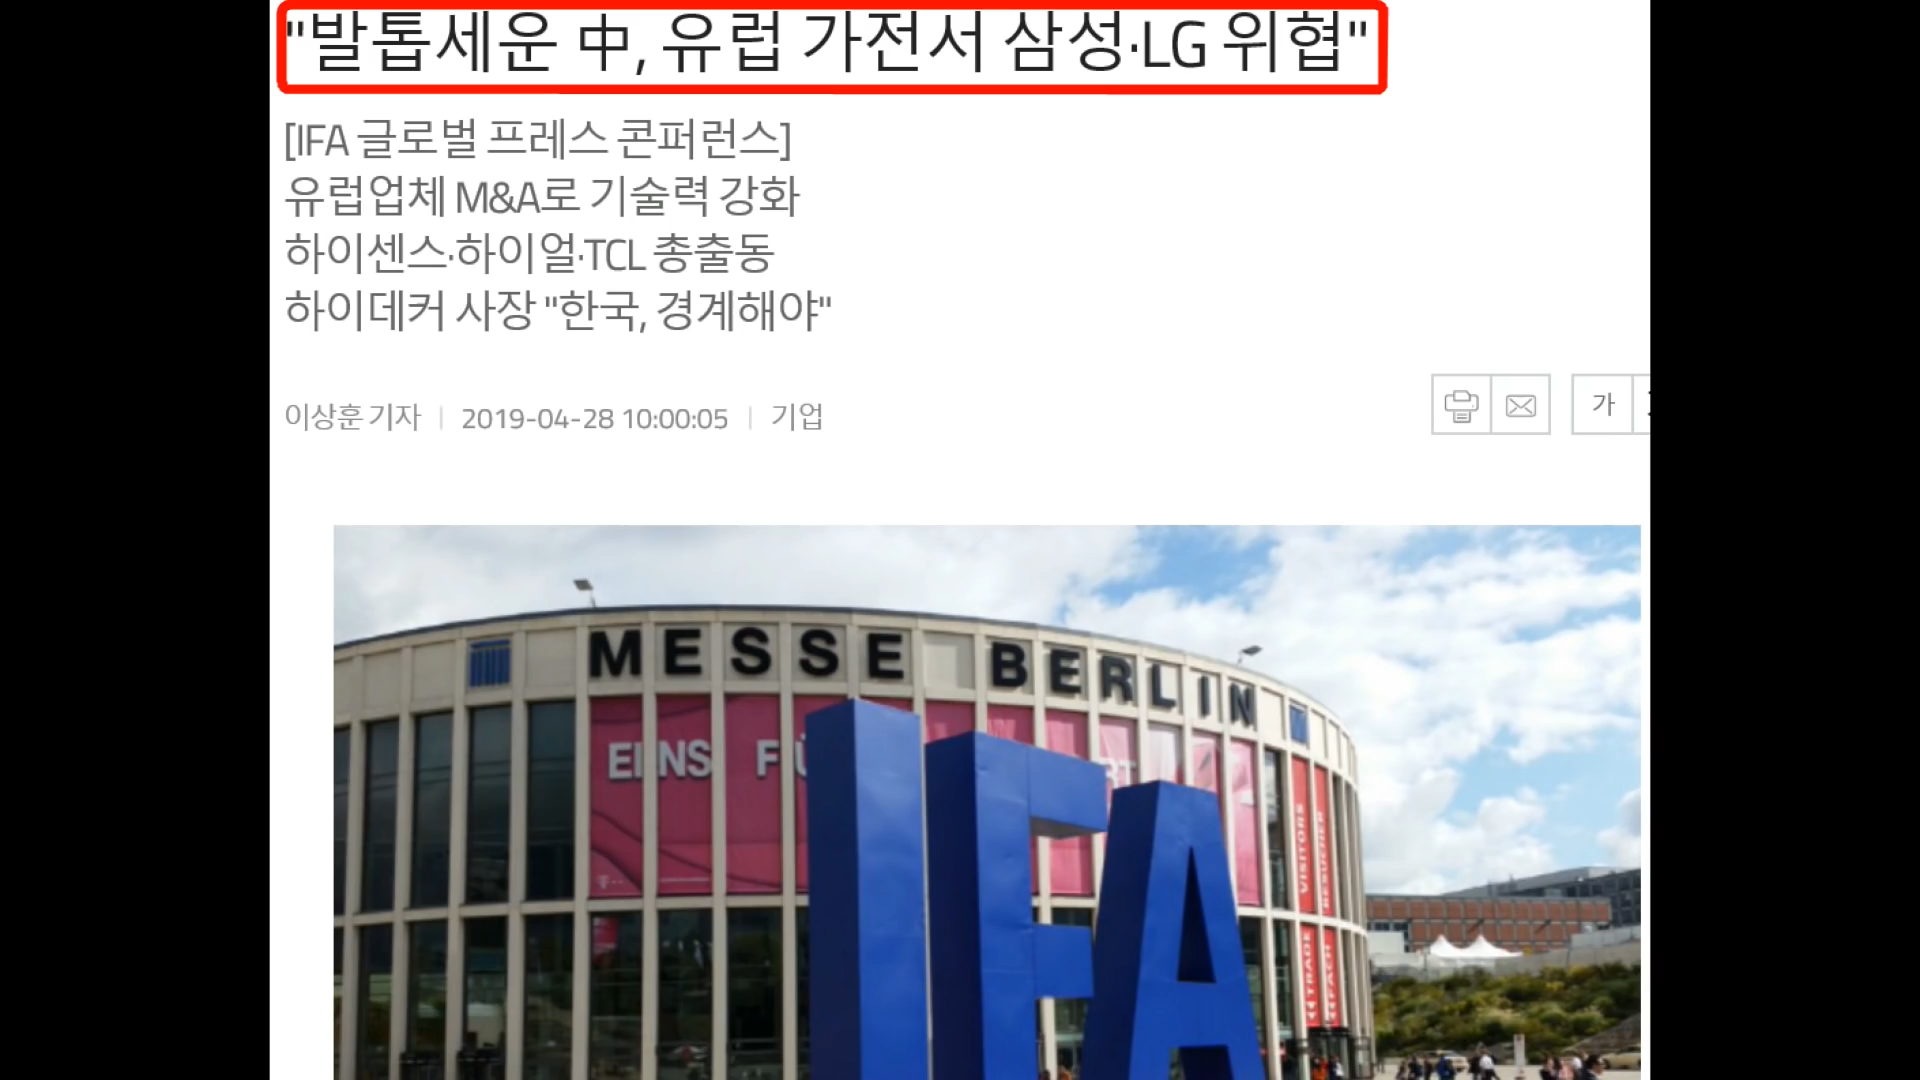 "발톱세운 中, 유럽 가전서 삼성·LG 위협"
[IFA 글로벌 프레스 콘퍼런스]
유럽업체 M&A로 기술력 강화
하이센스·하이얼·TCL 총출동
하이데커 사장 "한국, 경계해야"
이상훈 기자 | 2019-04-28 10:00:05 | 기업
가
MESSE BERLIN
EINS
IFA
VISITORS
BESUCHER